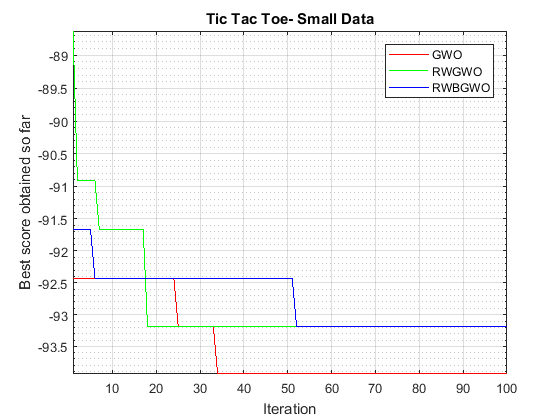 Tic Tac Toe- Small Data
GWO
RWGWO
RWBGWO
Best score obtained so far
-89
-89.5
-90
-90.5
-91
-91.5
-92
-92.5
-93
-93.5
10 20 30 40 50 60 70 80 90 100
Iteration